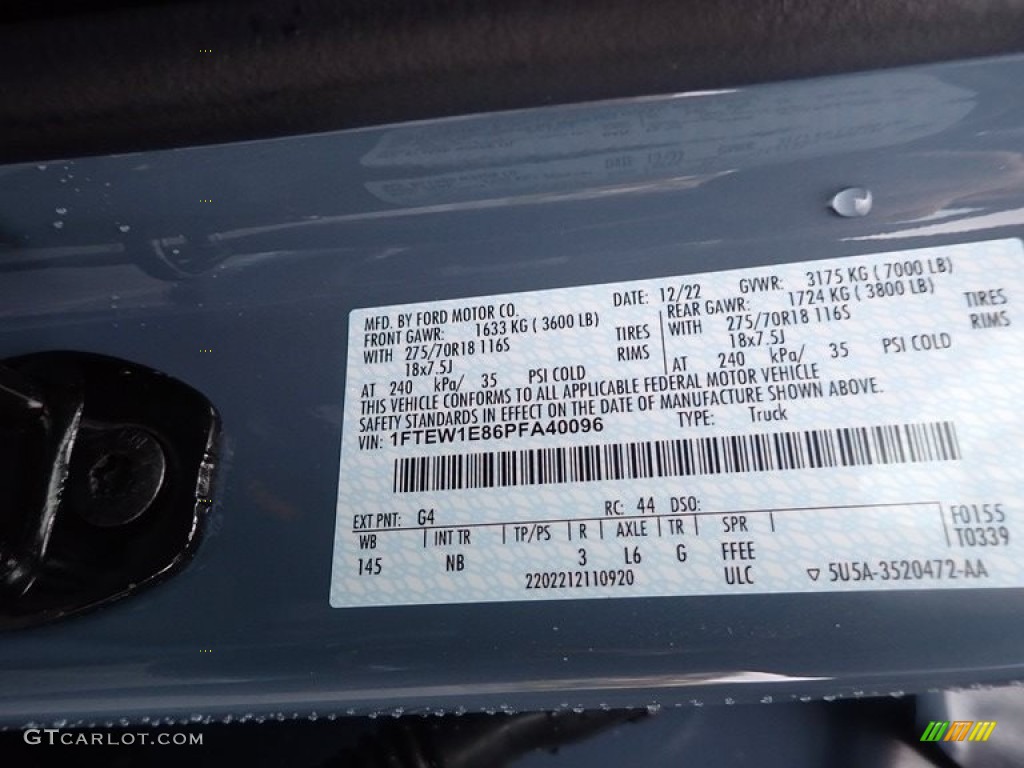 MFD. BY FORD MOTOR CO. DATE: 12/22 GVWR: 3175 KG ( 7000 LB)
FRONT GAWR: 1633 KG ( 3600 LB) REAR GAWR: 1724 KG ( 3800 LB)
WITH 275/70R18 116S TIRES WITH 275/70R18 116S TIRES
18x7.5J RIMS 18x7.5J RIMS
AT 240 kPa/ 35 PSI COLD AT 240 kPa/ 35 PSI COLD
THIS VEHICLE CONFORMS TO ALL APPLICABLE FEDERAL MOTOR VEHICLE
SAFETY STANDARDS IN EFFECT ON THE DATE OF MANUFACTURE SHOWN ABOVE.
VIN: 1FTEW1E86PFA40096 TYPE: Truck
EXT PNT: G4 RC: 44 DSO: F0155
WB INT TR TP/PS R AXLE TR SPR T0339
145 NB 3 L6 G FFEE
2202212110920 ULC 5U5A-3520472-AA
GTCARLOT.COM